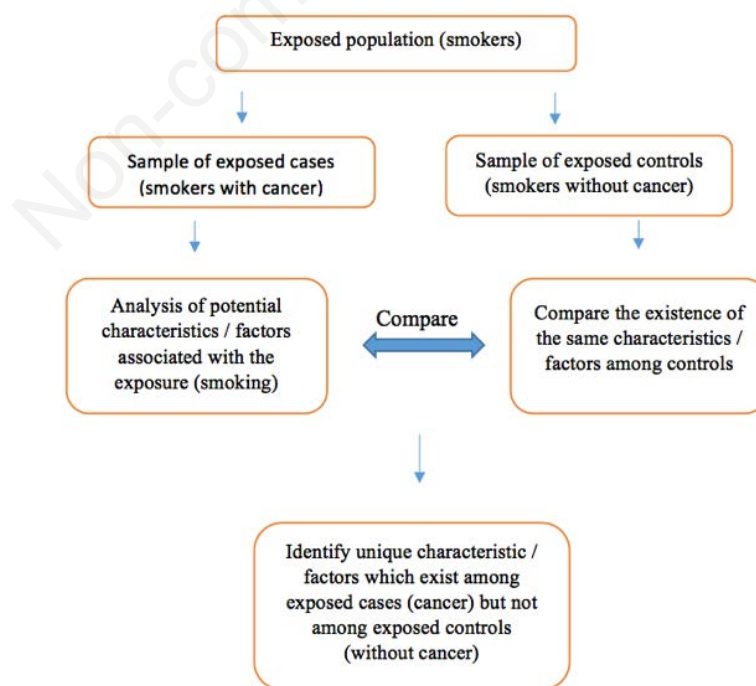 Non-com
Exposed population (smokers)
Sample of exposed cases
(smokers with cancer)
Sample of exposed controls
(smokers without cancer)
Analysis of potential
characteristics / factors
associated with the
exposure (smoking)
Compare
Compare the existence of
the same characteristics /
factors among controls
Identify unique characteristic /
factors which exist among
exposed cases (cancer) but not
among exposed controls
(without cancer)